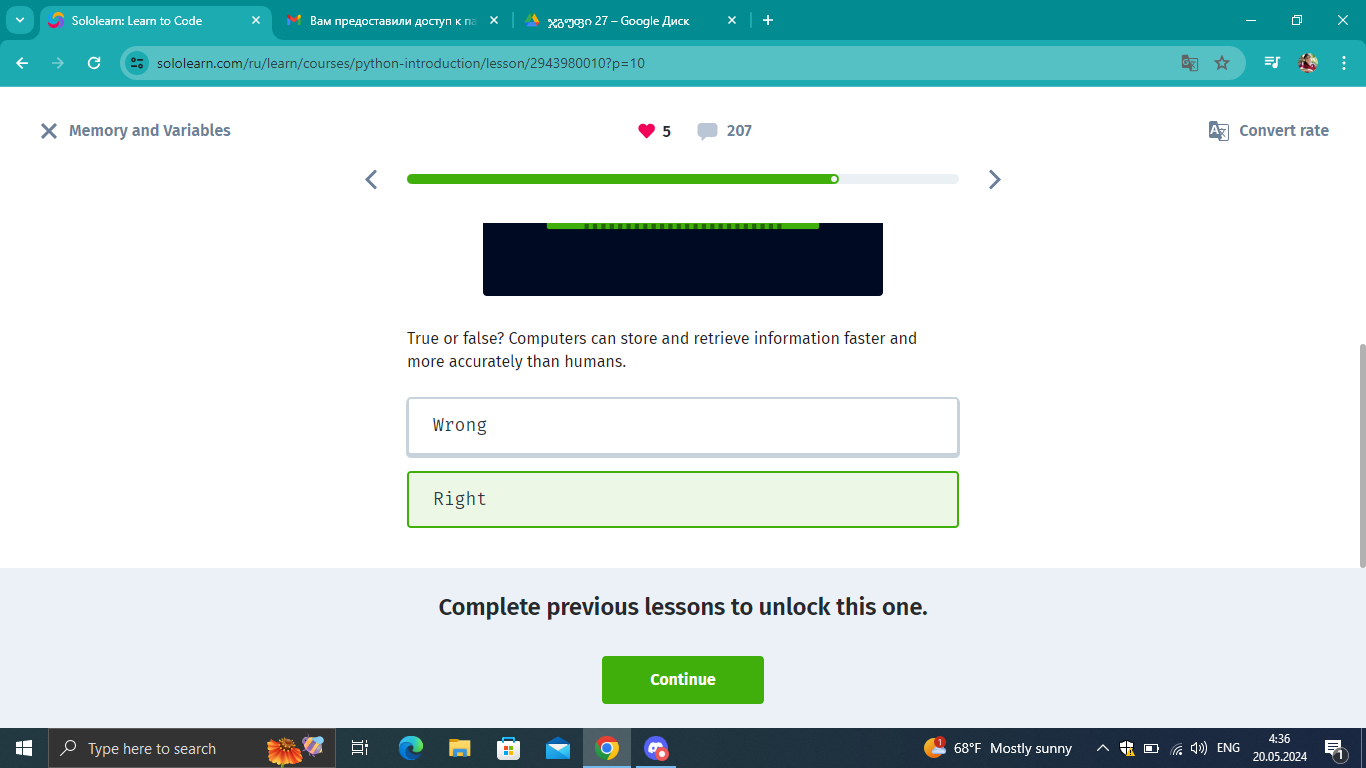 Sololearn: Learn to Code
Вам предоставили доступ к па
ჯგუფი 27 – Google Диск
sololearn.com/ru/learn/courses/python-introduction/lesson/2943980010?p=10
Memory and Variables
5
207
Convert rate
True or false? Computers can store and retrieve information faster and
more accurately than humans.
Wrong
Right
Complete previous lessons to unlock this one.
Continue
Type here to search
1
68°F Mostly sunny
ENG
4:36
20.05.2024
1